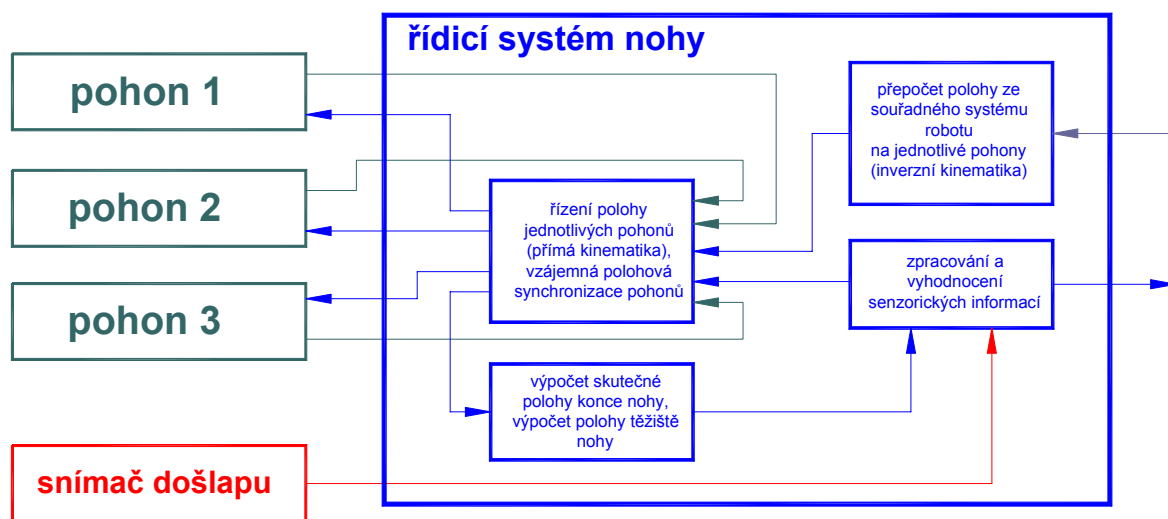 řídicí systém nohy
pohon 1
pohon 2
pohon 3
snímač došlapu
přepočet polohy ze
souřadného systému
robotu
na jednotlivé pohony
(inverzní kinematika)
řízení polohy
jednotlivých pohonů
(přímá kinematika),
vzájemná polohová
synchronizace pohonů
zpracování a
vyhodnocení
senzorických informací
výpočet skutečné
polohy konce nohy,
výpočet polohy těžiště
nohy